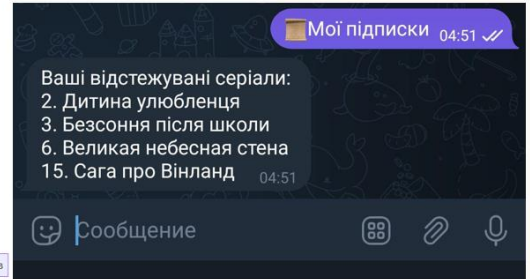 Мої підписки 04:51
Ваші відстежувані серіали:
2. Дитина улюбленця
3. Безсоння після школи
6. Великая небесная стена
15. Сага про Вінланд 04:51
Сообщение